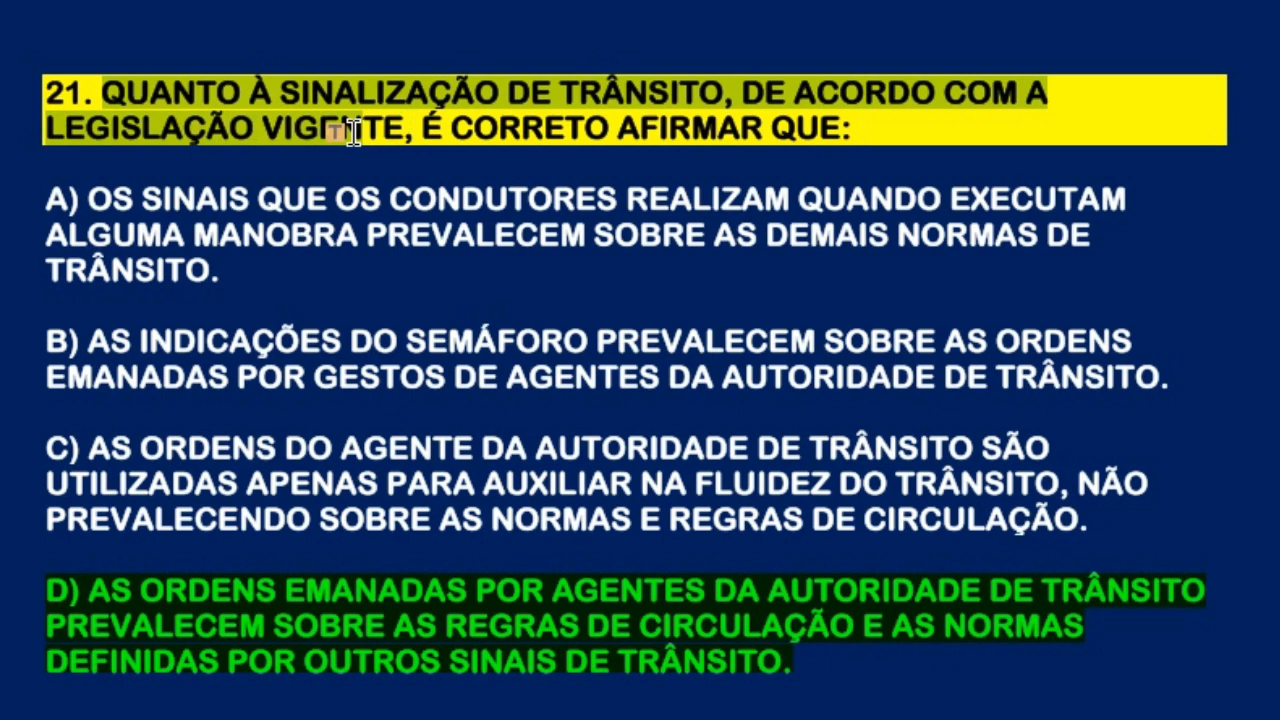 21. QUANTO À SINALIZAÇÃO DE TRÂNSITO, DE ACORDO COM A
LEGISLAÇÃO VIGENTE, É CORRETO AFIRMAR QUE:
A) OS SINAIS QUE OS CONDUTORES REALIZAM QUANDO EXECUTAM
ALGUMA MANOBRA PREVALECEM SOBRE AS DEMAIS NORMAS DE
TRÂNSITO.
B) AS INDICAÇÕES DO SEMÁFORO PREVALECEM SOBRE AS ORDENS
EMANADAS POR GESTOS DE AGENTES DA AUTORIDADE DE TRÂNSITO.
C) AS ORDENS DO AGENTE DA AUTORIDADE DE TRÂNSITO SÃO
UTILIZADAS APENAS PARA AUXILIAR NA FLUIDEZ DO TRÂNSITO, NÃO
PREVALECENDO SOBRE AS NORMAS E REGRAS DE CIRCULAÇÃO.
D) AS ORDENS EMANADAS POR AGENTES DA AUTORIDADE DE TRÂNSITO
PREVALECEM SOBRE AS REGRAS DE CIRCULAÇÃO E AS NORMAS
DEFINIDAS POR OUTROS SINAIS DE TRÂNSITO.